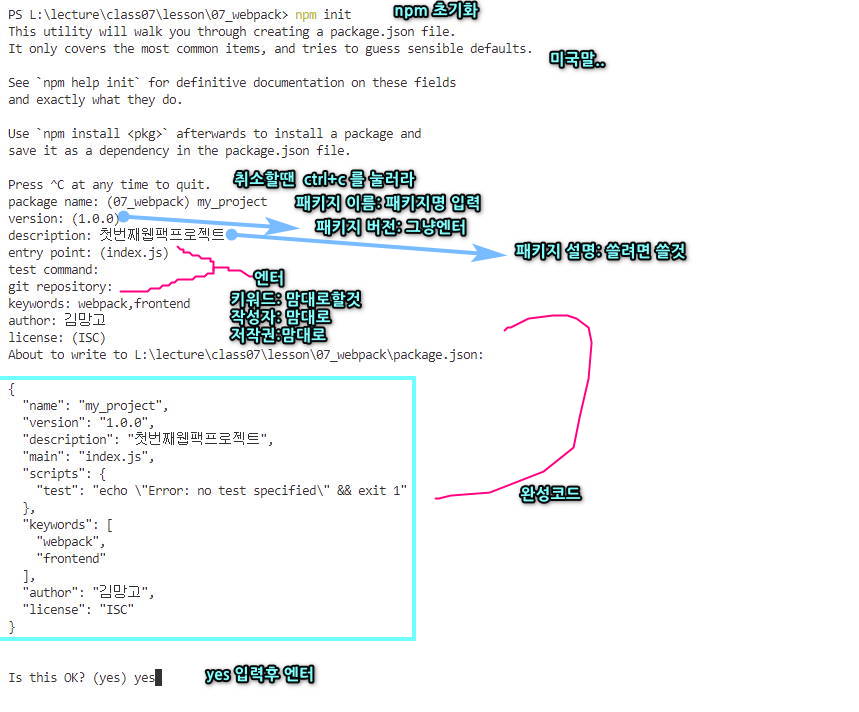 PS L:\lecture\class07\lesson\07_webpack> npm init
npm 초기화
This utility will walk you through creating a package.json file.
It only covers the most common items, and tries to guess sensible defaults.
미국말..
See `npm help init` for definitive documentation on these fields
and exactly what they do.
Use `npm install <pkg>` afterwards to install a package and
save it as a dependency in the package.json file.
Press ^C at any time to quit.
취소할땐 ctrl+c 를 눌러라
package name: (07_webpack) my_project
패키지 이름: 패키지명 입력
version: (1.0.0)
패키지 버전: 그냥엔터
description: 첫번째웹팩프로젝트
패키지 설명: 쓸려면 쓸것
entry point: (index.js)
test command:
git repository:
엔터
keywords: webpack,frontend
키워드: 맘대로할것
author: 김망고
작성자: 맘대로
license: (ISC)
저작권:맘대로
About to write to L:\lecture\class07\lesson\07_webpack\package.json:
{
"name": "my_project",
"version": "1.0.0",
"description": "첫번째웹팩프로젝트",
"main": "index.js",
"scripts": {
"test": "echo \"Error: no test specified\" && exit 1"
},
완성코드
"keywords": [
"webpack",
"frontend"
],
"author": "김망고",
"license": "ISC"
}
Is this OK? (yes) yes
yes 입력후 엔터